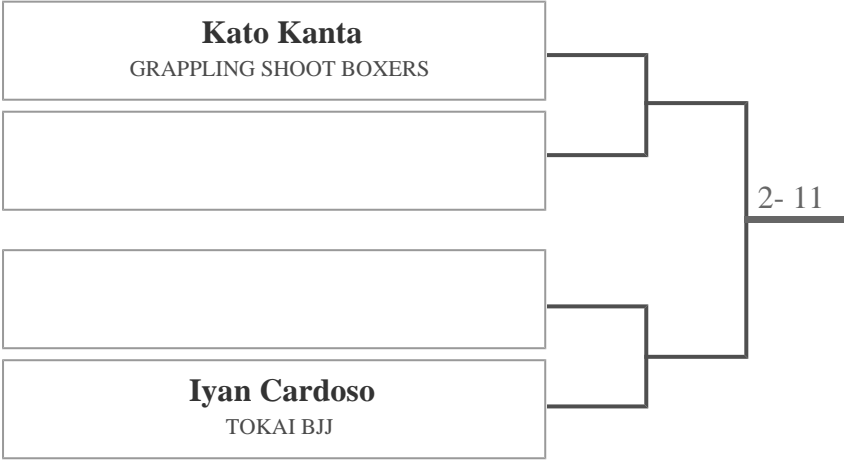 Kato Kanta
GRAPPLING SHOOT BOXERS
2- 11
Iyan Cardoso
TOKAI BJJ